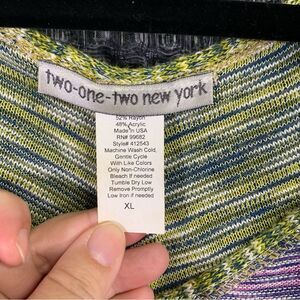 two-one-two new york
52% Rayon
48% Acrylic
Made in USA
RN# 99682
Style# 412543
Machine Wash Cold
Gentle Cycle
With Like Colors
Only Non-Chlorine
Bleach If needed
Tumble Dry Low
Remove Promptly
Low Iron if needed
XL